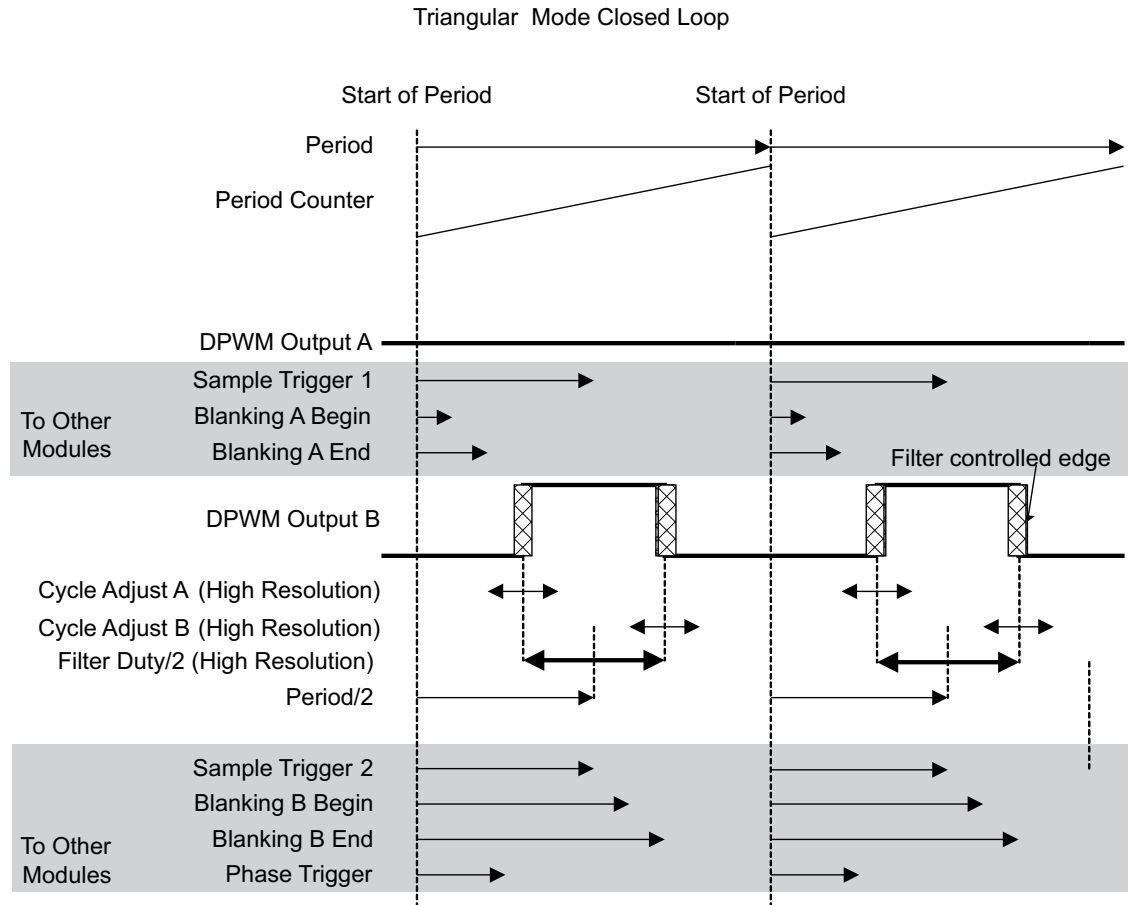 Triangular Mode Closed Loop
Start of Period
Start of Period
Period
Period Counter
DPWM Output A
Sample Trigger 1
To Other
Modules
Blanking A Begin
Blanking A End
Filter controlled edge
DPWM Output B
Cycle Adjust A (High Resolution)
Cycle Adjust B (High Resolution)
Filter Duty/2 (High Resolution)
Period/2
Sample Trigger 2
Blanking B Begin
Blanking B End
To Other
Modules
Phase Trigger